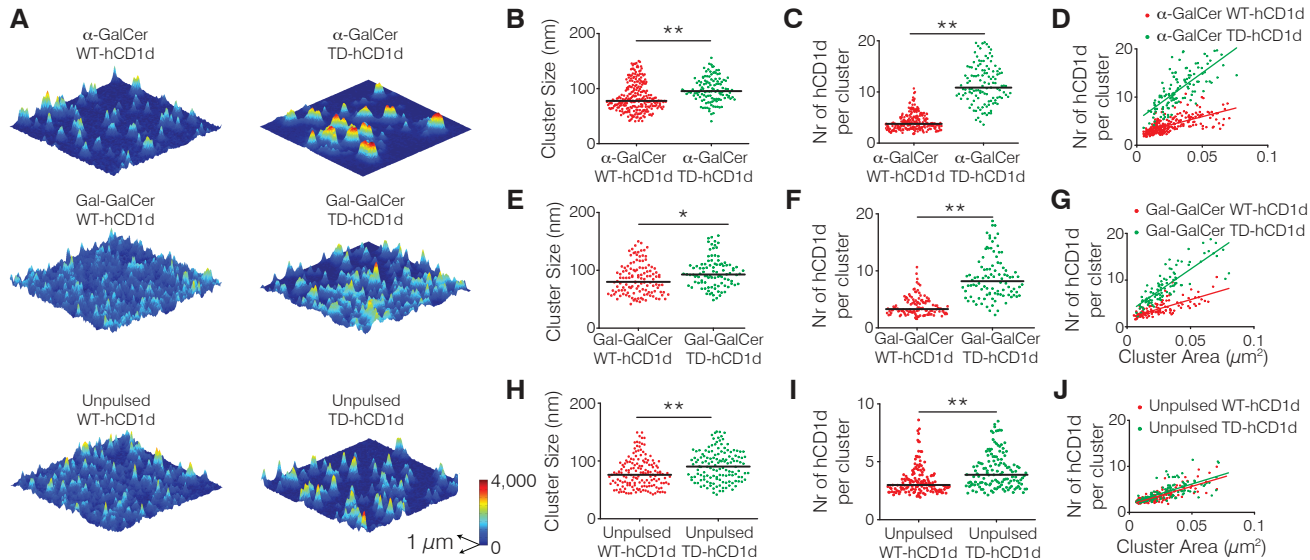 A
α-GalCer
WT-hCD1d
α-GalCer
TD-hCD1d
Gal-GalCer
WT-hCD1d
Gal-GalCer
TD-hCD1d
Unpulsed
WT-hCD1d
Unpulsed
TD-hCD1d
4,000
0
1 µm
B
Cluster Size (nm)
200
100
0
**
α-GalCer
WT-hCD1d
α-GalCer
TD-hCD1d
C
Nr of hCD1d
per cluster
20
15
10
5
0
**
α-GalCer
WT-hCD1d
α-GalCer
TD-hCD1d
D
α-GalCer WT-hCD1d
α-GalCer TD-hCD1d
Nr of hCD1d
per cluster
20
10
0
0
0.05
0.1
E
Cluster Size (nm)
200
100
0
*
Gal-GalCer
WT-hCD1d
Gal-GalCer
TD-hCD1d
F
Nr of hCD1d
per cluster
20
15
10
5
0
**
Gal-GalCer
WT-hCD1d
Gal-GalCer
TD-hCD1d
G
Gal-GalCer WT-hCD1d
Gal-GalCer TD-hCD1d
Nr of hCD1d
per clster
20
10
0
0
0.05
0.1
Cluster Area (µm²)
H
Cluster Size (nm)
200
100
0
**
Unpulsed
WT-hCD1d
Unpulsed
TD-hCD1d
I
Nr of hCD1d
per cluster
10
5
0
**
Unpulsed
WT-hCD1d
Unpulsed
TD-hCD1d
J
Unpulsed WT-hCD1d
Unpulsed TD-hCD1d
Nr of hCD1d
per cluster
20
10
0
0
0.05
0.1
Cluster Area (µm²)